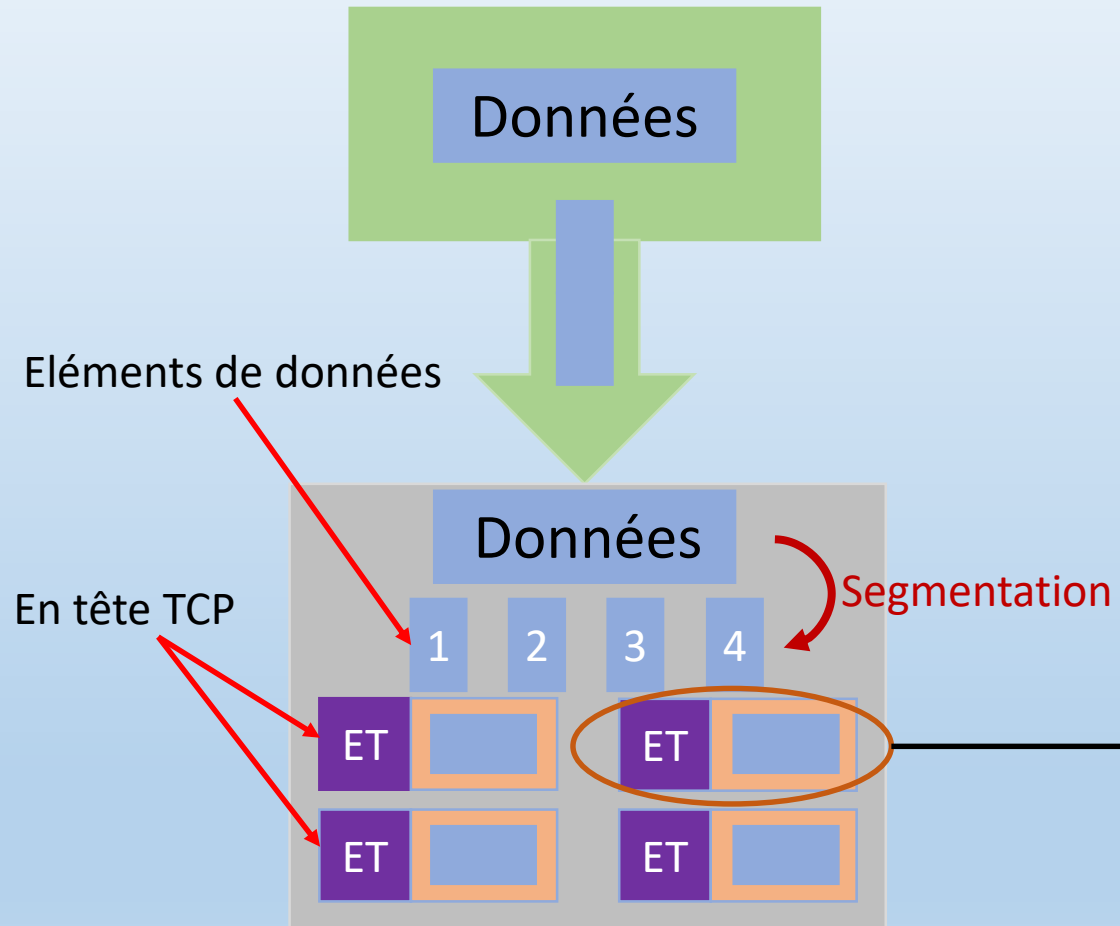 Données
Eléments de données
Données
Segmentation
En tête TCP
1 2 3 4
ET ET
ET ET